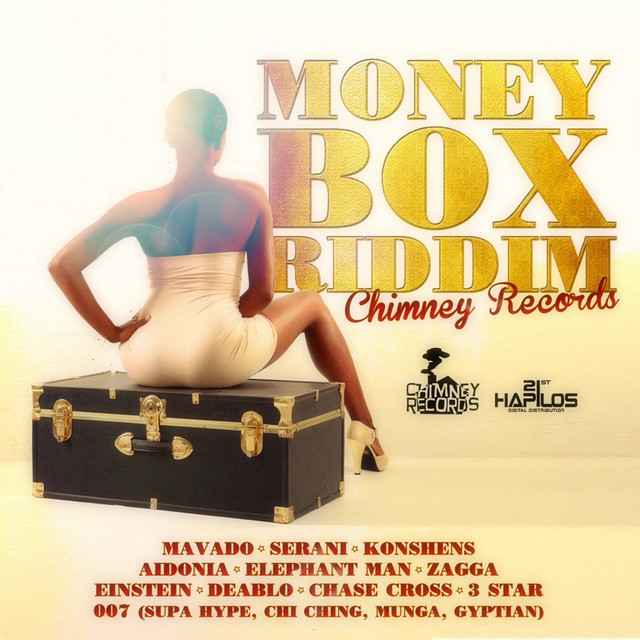 MONEY
BOX
RIDDIM
Chimney Records
CHIMNEY
RECORDS
21ST
HAPILOS
DIGITAL DISTRIBUTION
MAVADO ☆ SERANI ☆ KONSHENS
AIDONIA ☆ ELEPHANT MAN ☆ ZAGGA
EINSTEIN ☆ DEABLO ☆ CHASE CROSS ☆ 3 STAR
007 (SUPA HYPE, CHI CHING, MUNGA, GYPTIAN)